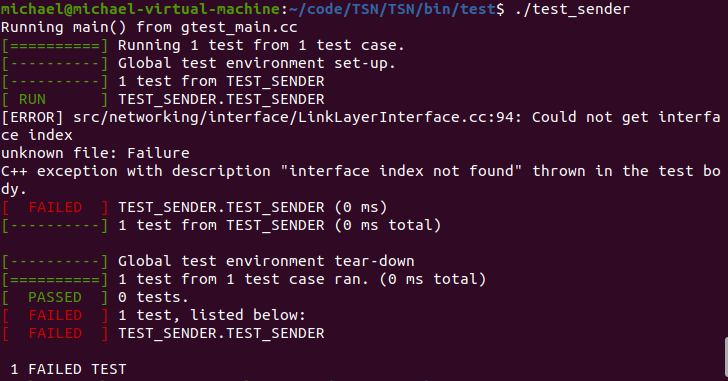 michael@michael-virtual-machine:~/code/TSN/TSN/bin/test$ ./test_sender
Running main() from gtest_main.cc
[==========] Running 1 test from 1 test case.
[----------] Global test environment set-up.
[----------] 1 test from TEST_SENDER
[ RUN      ] TEST_SENDER.TEST_SENDER
[ERROR] src/networking/interface/LinkLayerInterface.cc:94: Could not get interfa
ce index
unknown file: Failure
C++ exception with description "interface index not found" thrown in the test bo
dy.
[  FAILED  ] TEST_SENDER.TEST_SENDER (0 ms)
[----------] 1 test from TEST_SENDER (0 ms total)
[----------] Global test environment tear-down
[==========] 1 test from 1 test case ran. (0 ms total)
[  PASSED  ] 0 tests.
[  FAILED  ] 1 test, listed below:
[  FAILED  ] TEST_SENDER.TEST_SENDER
 1 FAILED TEST